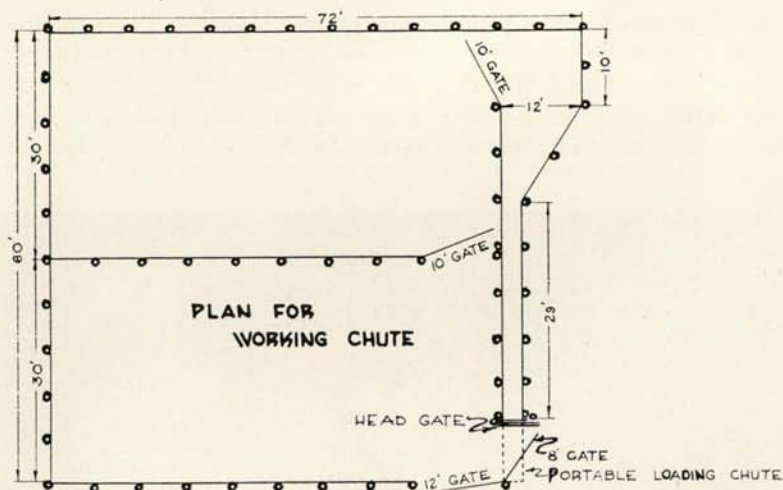 72'
10' GATE
10'
12'
30'
60'
10' GATE
PLAN FOR
WORKING CHUTE
29'
30'
HEAD GATE
8' GATE
12' GATE
PORTABLE LOADING CHUTE